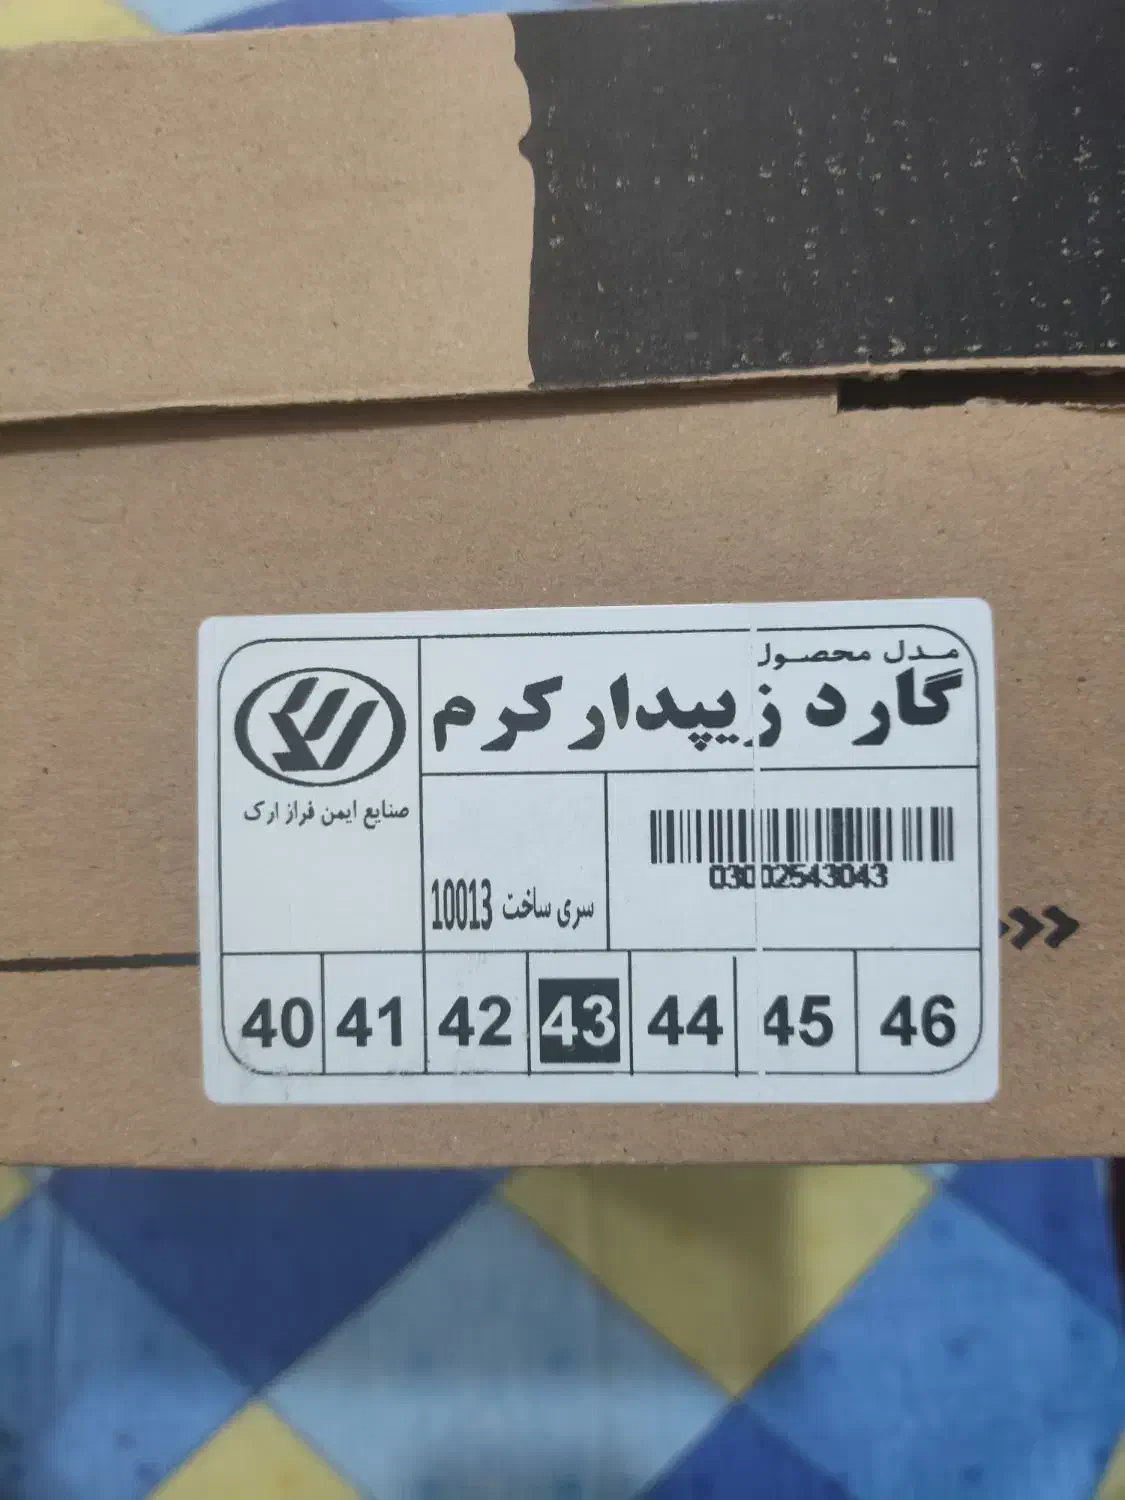 مدل محصول
گارد زیپدار کرم
ارک
صنایع ایمن فراز ارک
03002543043
سری ساخت 10013
40 41 42 43 44 45 46